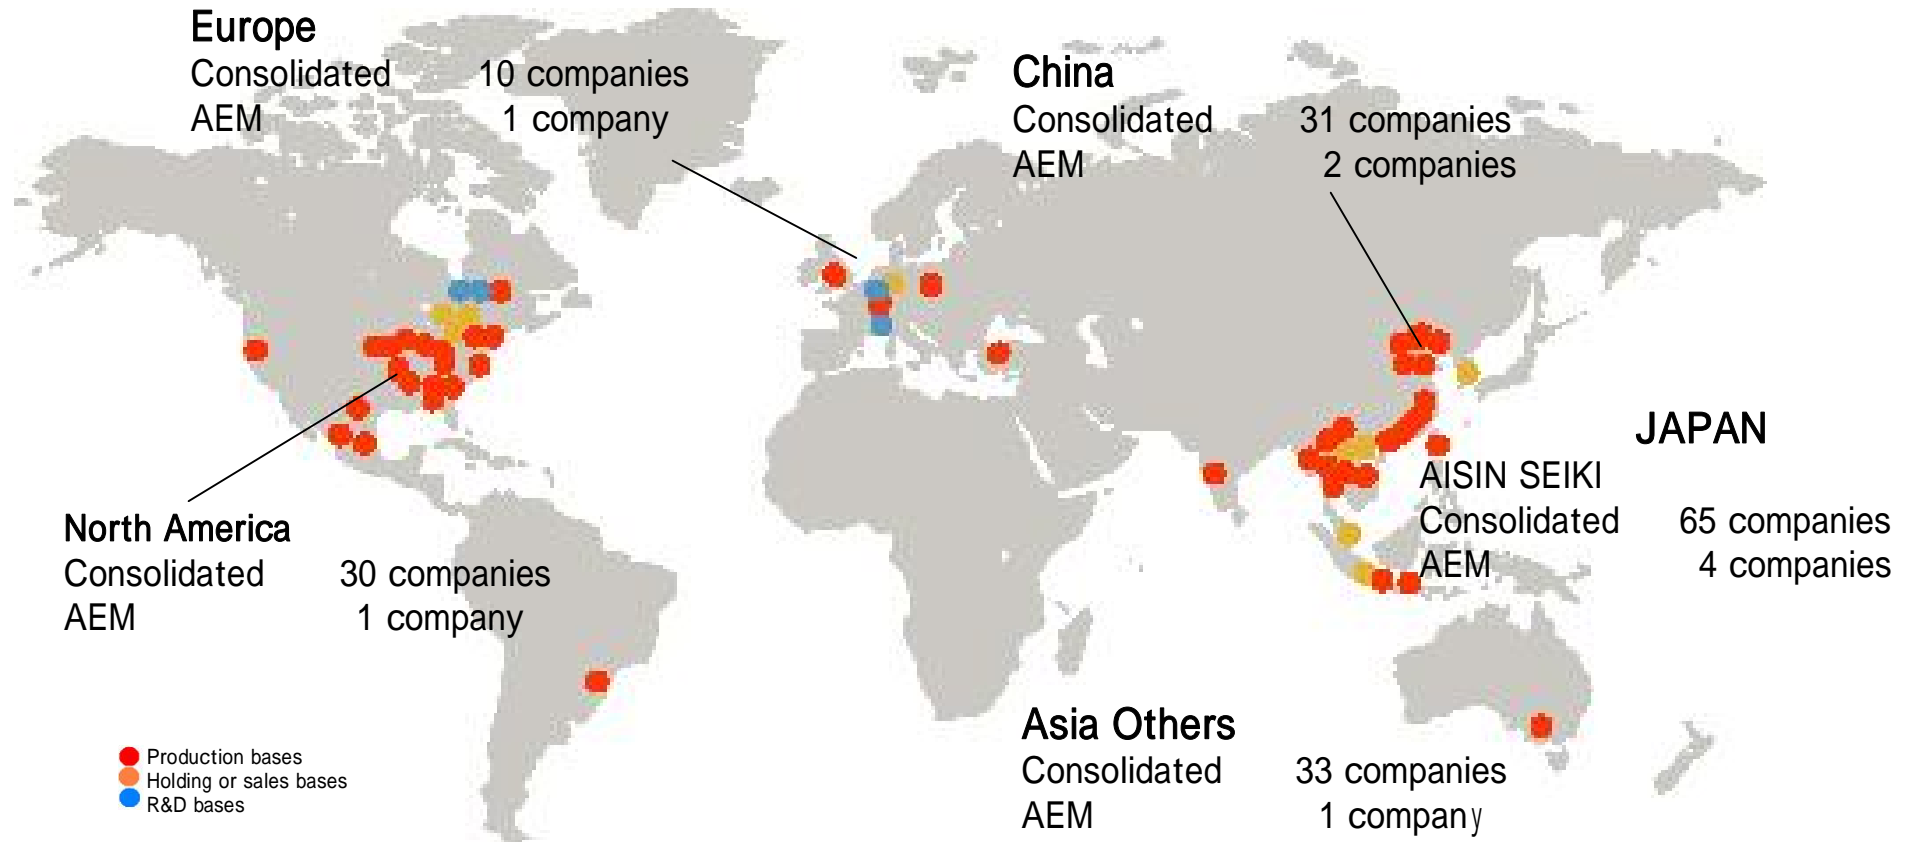 Europe
Consolidated 10 companies
AEM 1 company
China
Consolidated 31 companies
AEM 2 companies
JAPAN
AISIN SEIKI
Consolidated 65 companies
AEM 4 companies
North America
Consolidated 30 companies
AEM 1 company
Asia Others
Consolidated 33 companies
AEM 1 company
Production bases
Holding or sales bases
R&D bases